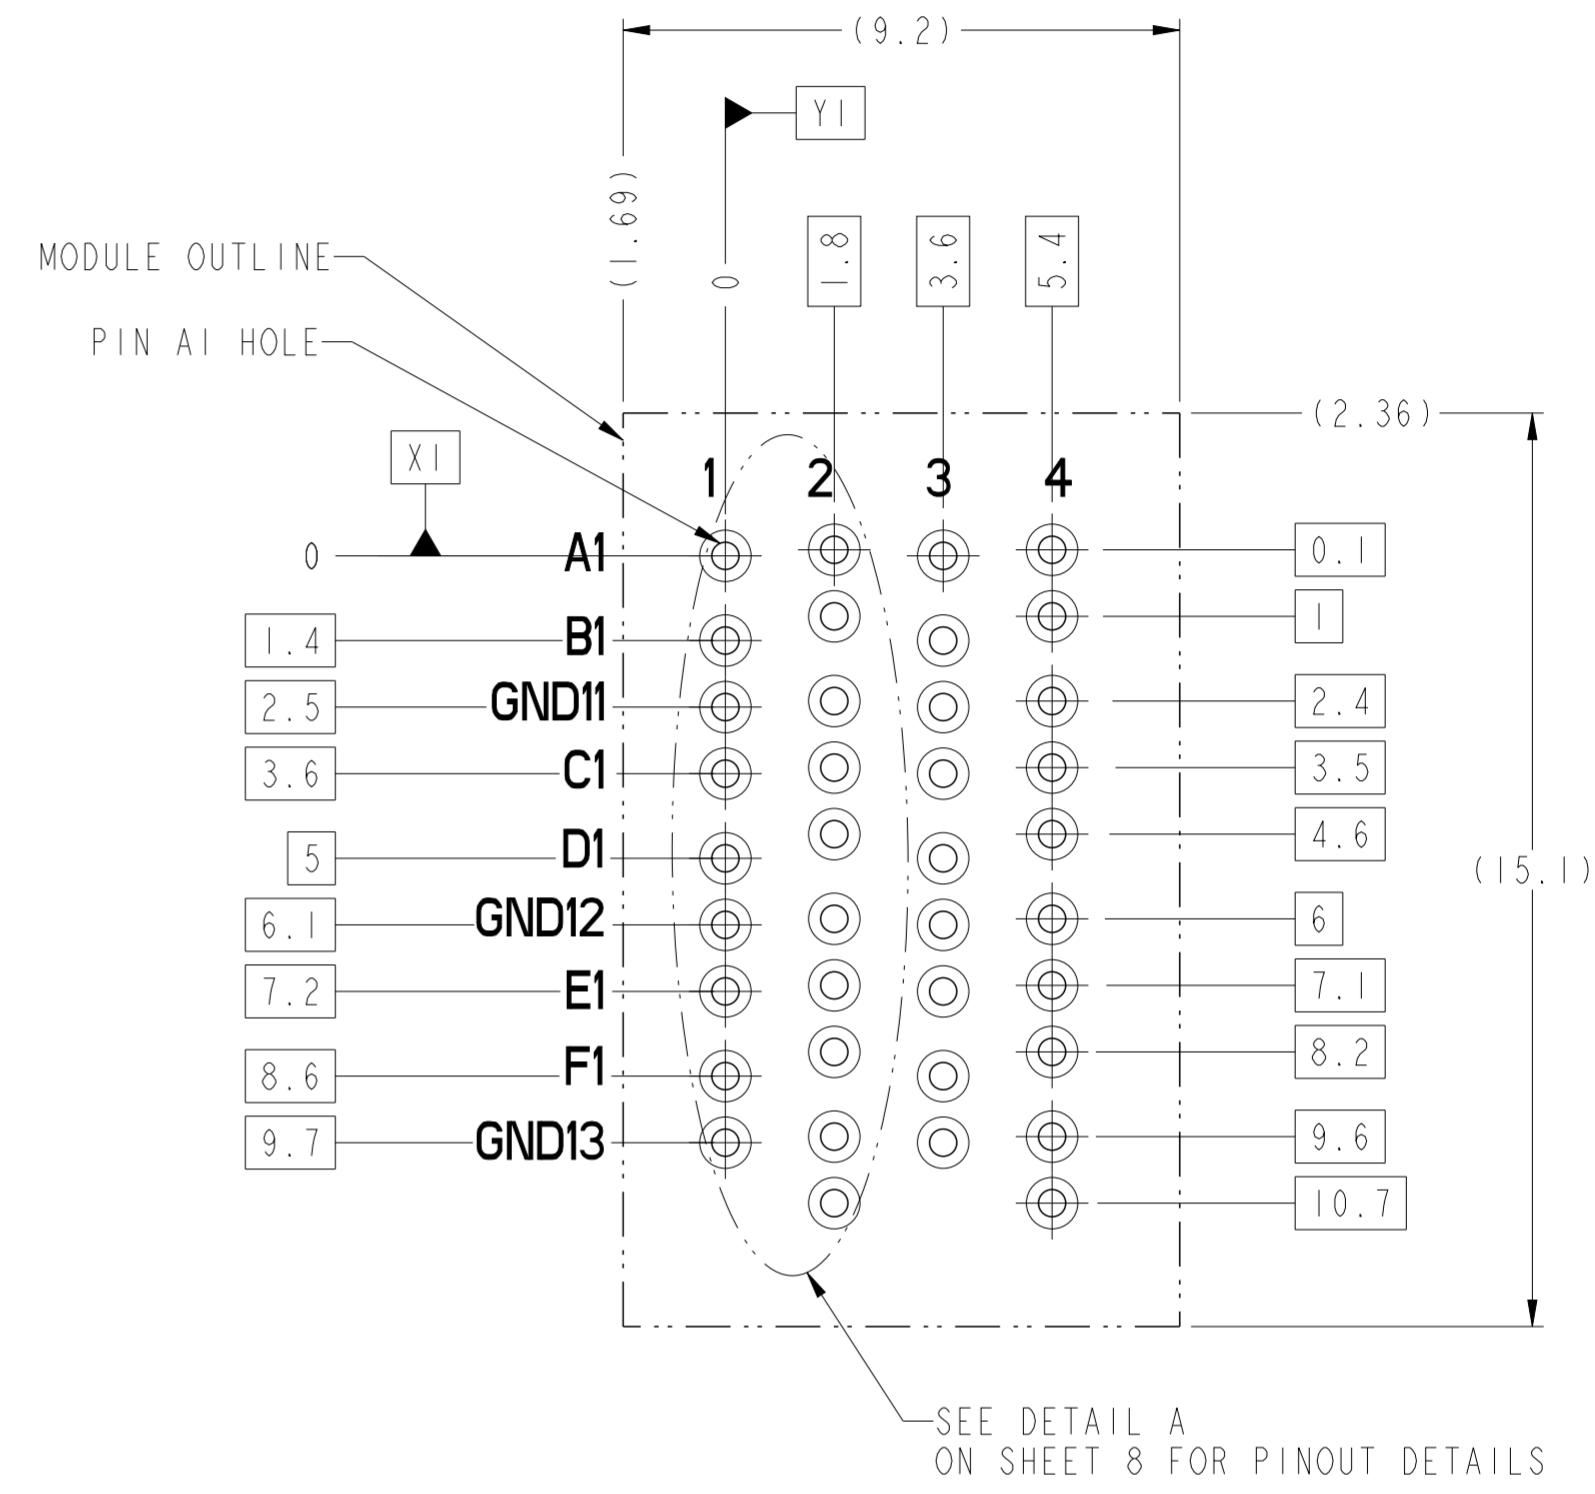 (9.2)
Y1
(1.69)
0
1.8
3.6
5.4
MODULE OUTLINE
PIN A1 HOLE
(2.36)
X1
1 2 3 4
0 A1 0.1
1
1.4 B1
2.5 GND11 2.4
3.6 C1 3.5
4.6
5 D1
(15.1)
6.1 GND12 6
7.2 E1 7.1
8.2
8.6 F1
9.7 GND13 9.6
10.7
SEE DETAIL A
ON SHEET 8 FOR PINOUT DETAILS